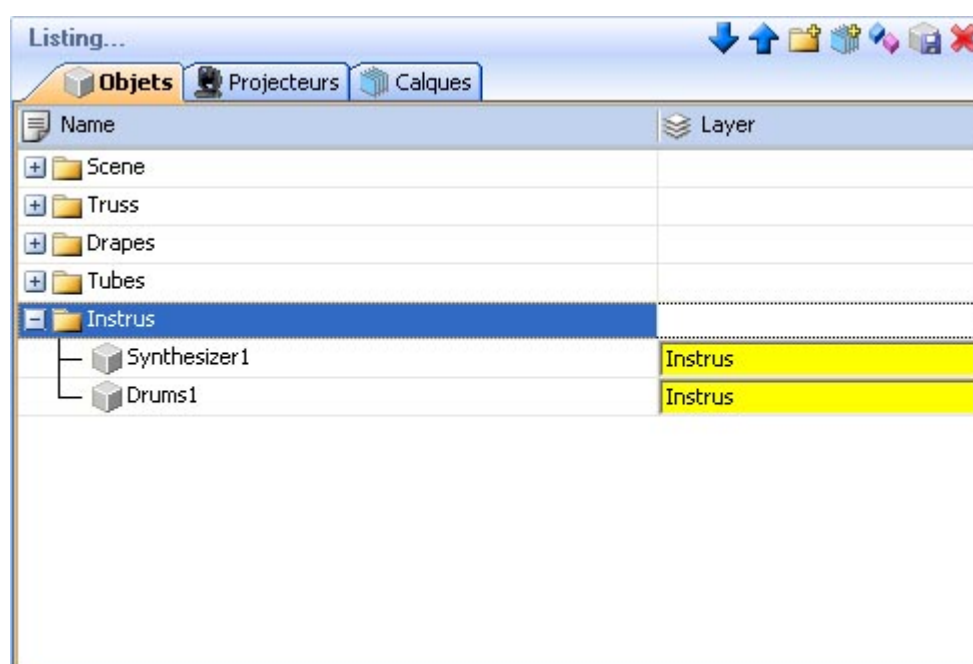 Listing...
Objets Projecteurs Calques
Name Layer
Scene
Truss
Drapes
Tubes
Instrus
Synthesizer1 Instrus
Drums1 Instrus